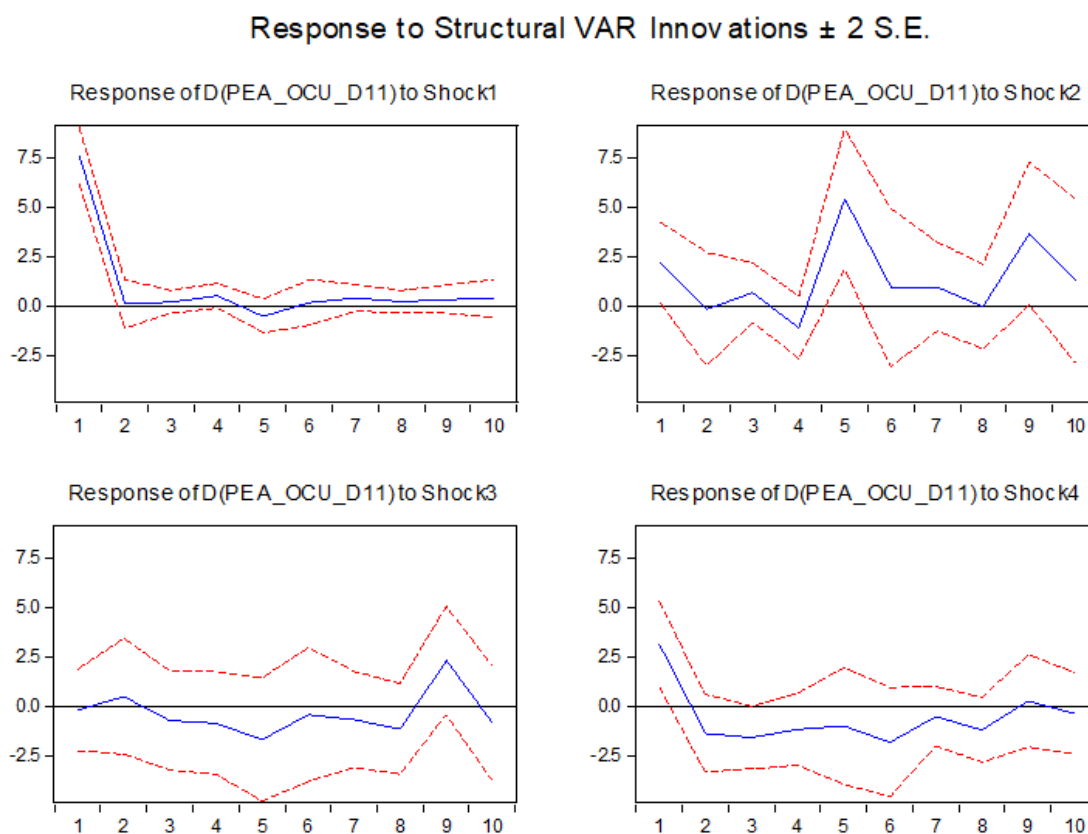 Response to Structural VAR Innovations ± 2 S.E.
Response of D(PEA_OCU_D11) to Shock1
7.5
5.0
2.5
0.0
-2.5
1 2 3 4 5 6 7 8 9 10
Response of D(PEA_OCU_D11) to Shock2
7.5
5.0
2.5
0.0
-2.5
1 2 3 4 5 6 7 8 9 10
Response of D(PEA_OCU_D11) to Shock3
7.5
5.0
2.5
0.0
-2.5
1 2 3 4 5 6 7 8 9 10
Response of D(PEA_OCU_D11) to Shock4
7.5
5.0
2.5
0.0
-2.5
1 2 3 4 5 6 7 8 9 10